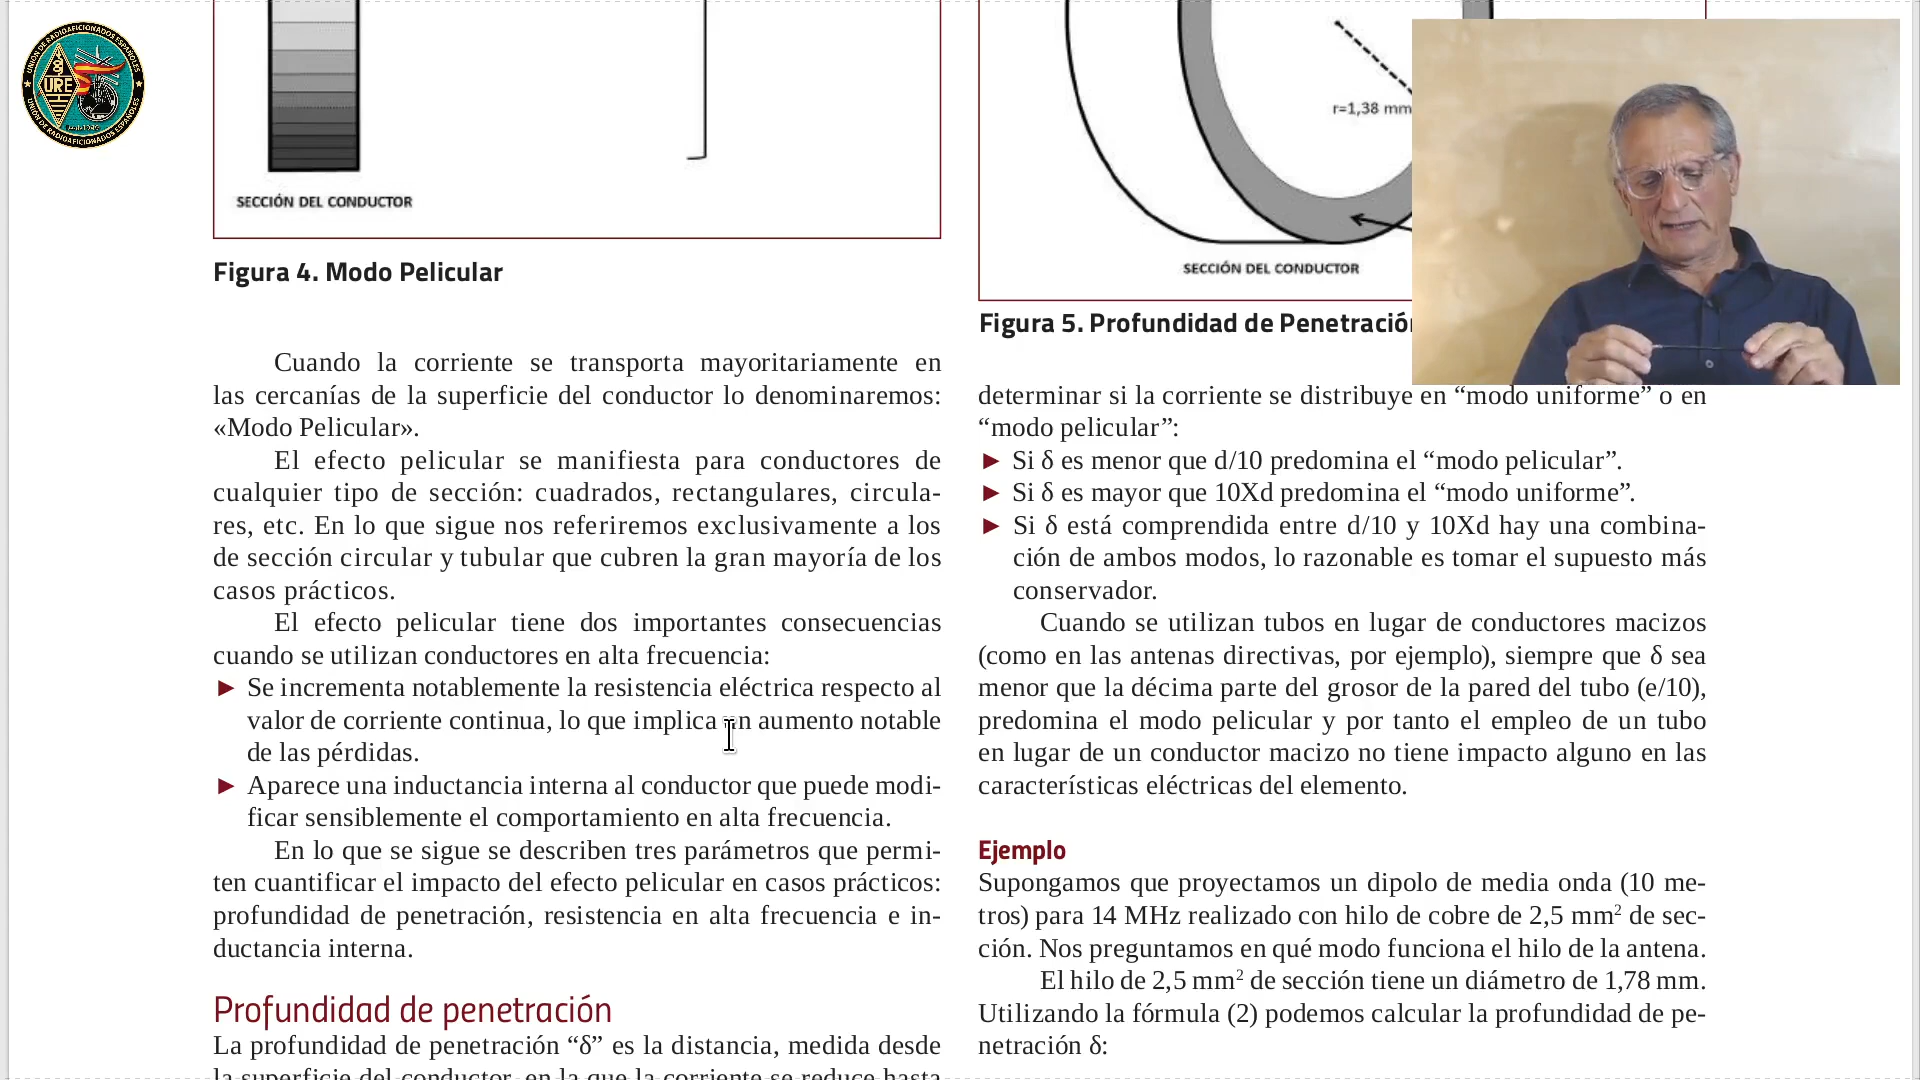 UNIÓN DE RADIOAFICIONADOS ESPAÑOLES
URE
SECCIÓN DEL CONDUCTOR
Figura 4. Modo Pelicular
Cuando la corriente se transporta mayoritariamente en
las cercanías de la superficie del conductor lo denominaremos:
«Modo Pelicular».
El efecto pelicular se manifiesta para conductores de
cualquier tipo de sección: cuadrados, rectangulares, circula-
res, etc. En lo que sigue nos referiremos exclusivamente a los
de sección circular y tubular que cubren la gran mayoría de los
casos prácticos.
El efecto pelicular tiene dos importantes consecuencias
cuando se utilizan conductores en alta frecuencia:
► Se incrementa notablemente la resistencia eléctrica respecto al
valor de corriente continua, lo que implica un aumento notable
de las pérdidas.
► Aparece una inductancia interna al conductor que puede modi-
ficar sensiblemente el comportamiento en alta frecuencia.
En lo que se sigue se describen tres parámetros que permi-
ten cuantificar el impacto del efecto pelicular en casos prácticos:
profundidad de penetración, resistencia en alta frecuencia e in-
ductancia interna.
Profundidad de penetración
La profundidad de penetración “δ” es la distancia, medida desde
la superficie del conductor, en la que la corriente se reduce hasta
r=1,38 mm
SECCIÓN DEL CONDUCTOR
Figura 5. Profundidad de Penetración
determinar si la corriente se distribuye en “modo uniforme” o en
“modo pelicular”:
► Si δ es menor que d/10 predomina el “modo pelicular”.
► Si δ es mayor que 10Xd predomina el “modo uniforme”.
► Si δ está comprendida entre d/10 y 10Xd hay una combina-
ción de ambos modos, lo razonable es tomar el supuesto más
conservador.
Cuando se utilizan tubos en lugar de conductores macizos
(como en las antenas directivas, por ejemplo), siempre que δ sea
menor que la décima parte del grosor de la pared del tubo (e/10),
predomina el modo pelicular y por tanto el empleo de un tubo
en lugar de un conductor macizo no tiene impacto alguno en las
características eléctricas del elemento.
Ejemplo
Supongamos que proyectamos un dipolo de media onda (10 me-
tros) para 14 MHz realizado con hilo de cobre de 2,5 mm² de sec-
ción. Nos preguntamos en qué modo funciona el hilo de la antena.
El hilo de 2,5 mm² de sección tiene un diámetro de 1,78 mm.
Utilizando la fórmula (2) podemos calcular la profundidad de pe-
netración δ: